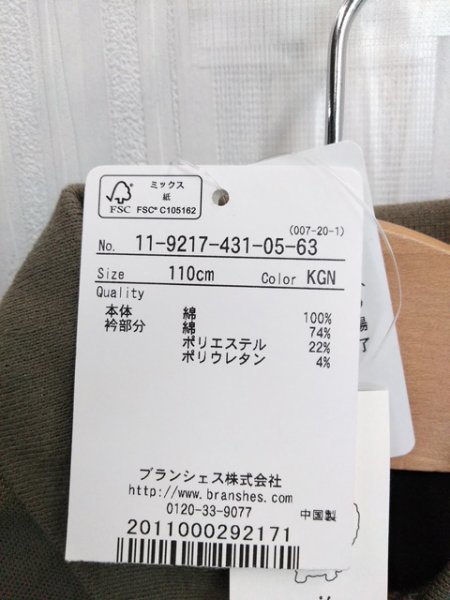 ミックス
紙
FSC
FSC® C105162
(007-20-1)
No. 11-9217-431-05-63
Size 110cm Color KGN
Quality
本体 綿 100%
衿部分 綿 74%
ポリエステル 22%
ポリウレタン 4%
ブランシェス株式会社
http://www.branshes.com
0120-33-9077
中国製
2011000292171
場
了